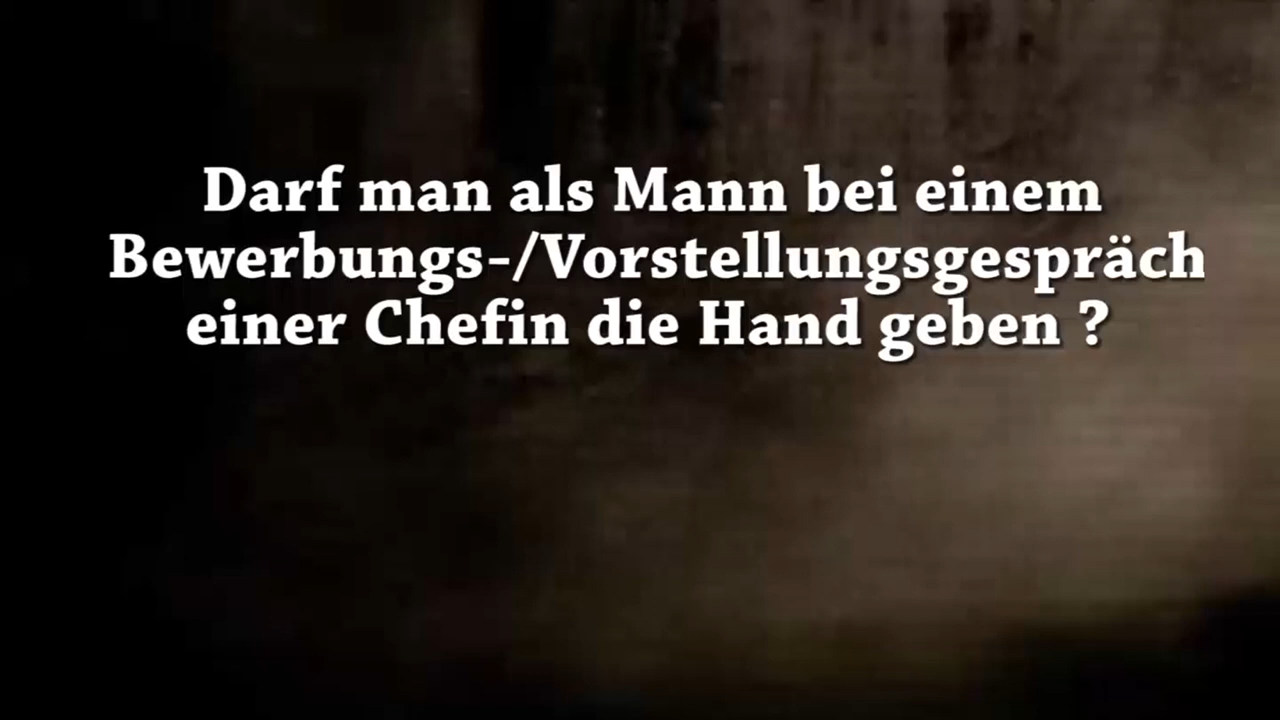 Darf man als Mann bei einem
Bewerbungs-/Vorstellungsgespräch
einer Chefin die Hand geben ?